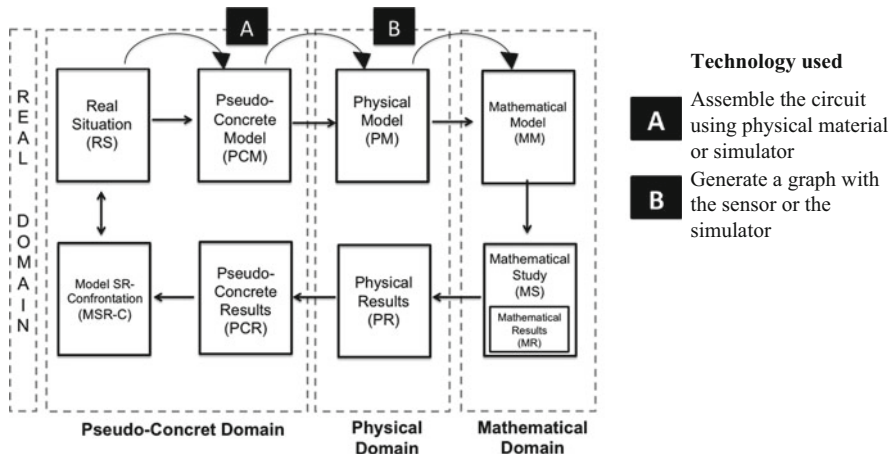 A
B
REAL DOMAIN
Real
Situation
(RS)
Pseudo-
Concrete
Model
(PCM)
Physical
Model
(PM)
Mathematical
Model
(MM)
Model SR-
Confrontation
(MSR-C)
Pseudo-
Concrete
Results
(PCR)
Physical
Results
(PR)
Mathematical
Study
(MS)
Mathematical
Results
(MR)
Pseudo-Concret Domain
Physical
Domain
Mathematical
Domain
Technology used
A
Assemble the circuit
using physical material
or simulator
B
Generate a graph with
the sensor or the
simulator